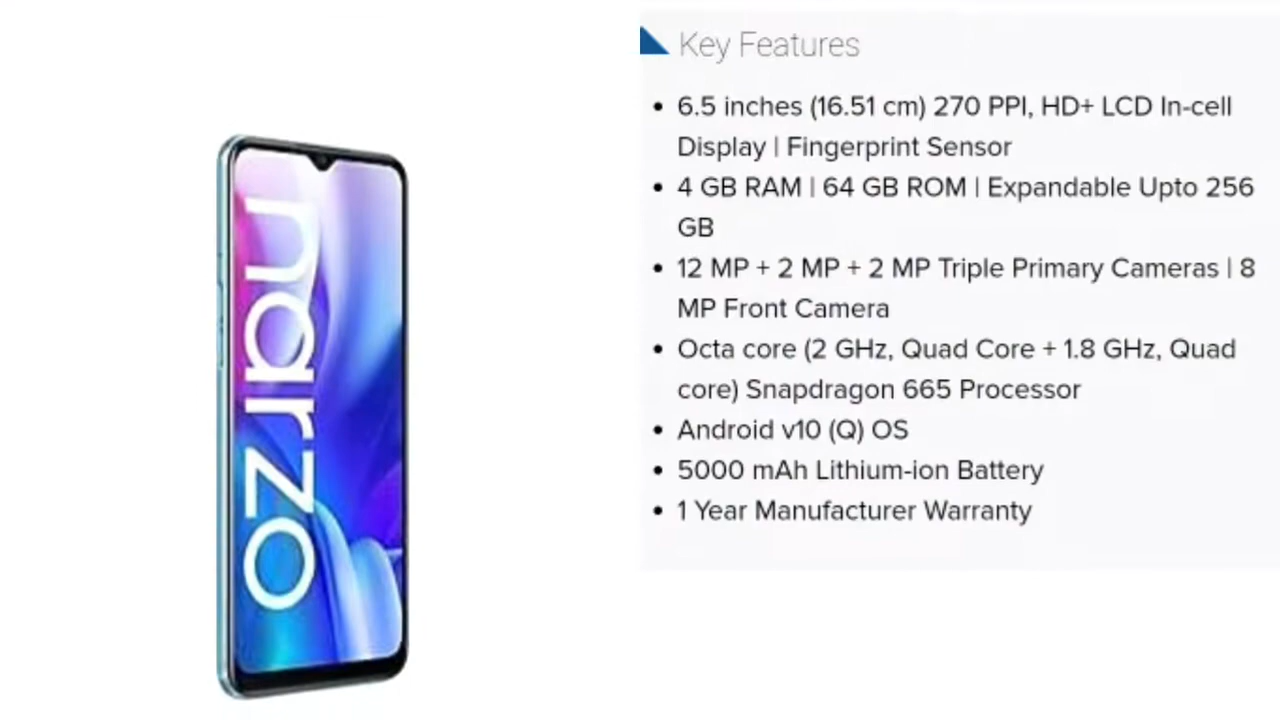 narzo
Key Features
• 6.5 inches (16.51 cm) 270 PPI, HD+ LCD In-cell
Display | Fingerprint Sensor
• 4 GB RAM | 64 GB ROM | Expandable Upto 256
GB
• 12 MP + 2 MP + 2 MP Triple Primary Cameras | 8
MP Front Camera
• Octa core (2 GHz, Quad Core + 1.8 GHz, Quad
core) Snapdragon 665 Processor
• Android v10 (Q) OS
• 5000 mAh Lithium-ion Battery
• 1 Year Manufacturer Warranty